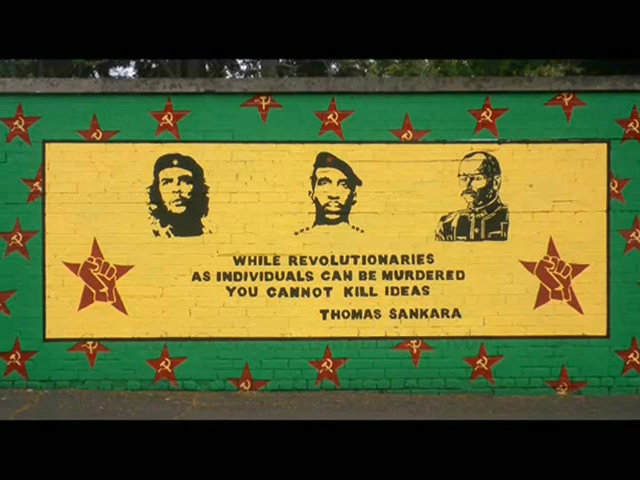 WHILE REVOLUTIONARIES
AS INDIVIDUALS CAN BE MURDERED
YOU CANNOT KILL IDEAS
THOMAS SANKARA